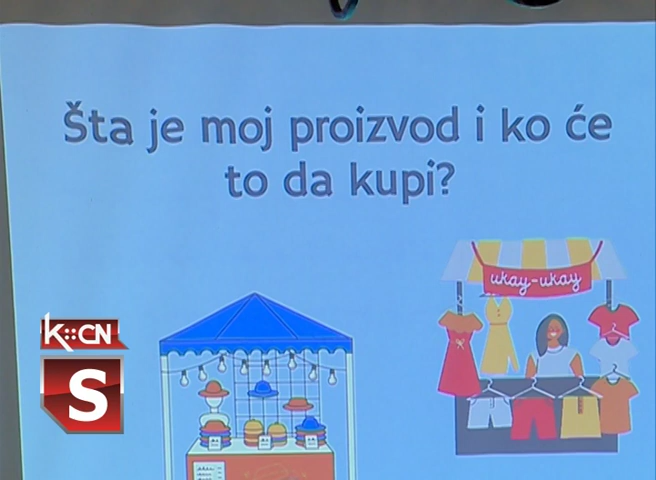 Šta je moj proizvod i ko će
to da kupi?
ukay-ukay
K::CN
S